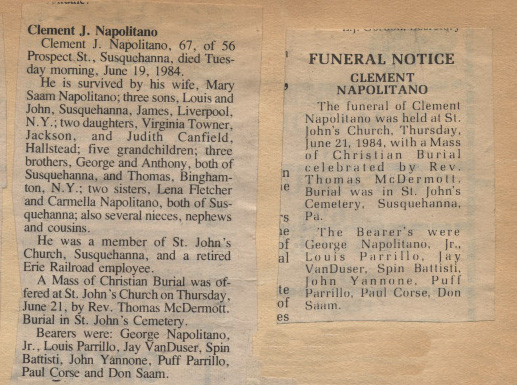 Clement J. Napolitano
Clement J. Napolitano, 67, of 56
Prospect St., Susquehanna, died Tues-
day morning, June 19, 1984.
He is survived by his wife, Mary
Saam Napolitano; three sons, Louis and
John, Susquehanna, James, Liverpool,
N.Y.; two daughters, Virginia Towner,
Jackson, and Judith Canfield,
Hallstead; five grandchildren; three
brothers, George and Anthony, both of
Susquehanna, and Thomas, Bingham-
ton, N.Y.; two sisters, Lena Fletcher
and Carmella Napolitano, both of Sus-
quehanna; also several nieces, nephews
and cousins.
He was a member of St. John's
Church, Susquehanna, and a retired
Erie Railroad employee.
A Mass of Christian Burial was of-
fered at St. John's Church on Thursday,
June 21, by Rev. Thomas McDermott.
Burial in St. John's Cemetery.
Bearers were: George Napolitano,
Jr., Louis Parrillo, Jay VanDuser, Spin
Battisti, John Yannone, Puff Parrillo,
Paul Corse and Don Saam.
FUNERAL NOTICE
CLEMENT
NAPOLITANO
The funeral of Clement
Napolitano was held at St.
John's Church, Thursday,
June 21, 1984, with a Mass
of Christian Burial
celebrated by Rev.
Thomas McDermott.
Burial was in St. John's
Cemetery, Susquehanna,
Pa.
The Bearer's were
George Napolitano, Jr.,
Louis Parrillo, Jay
VanDuser, Spin Battisti,
John Yannone, Puff
Parrillo, Paul Corse, Don
Saam.